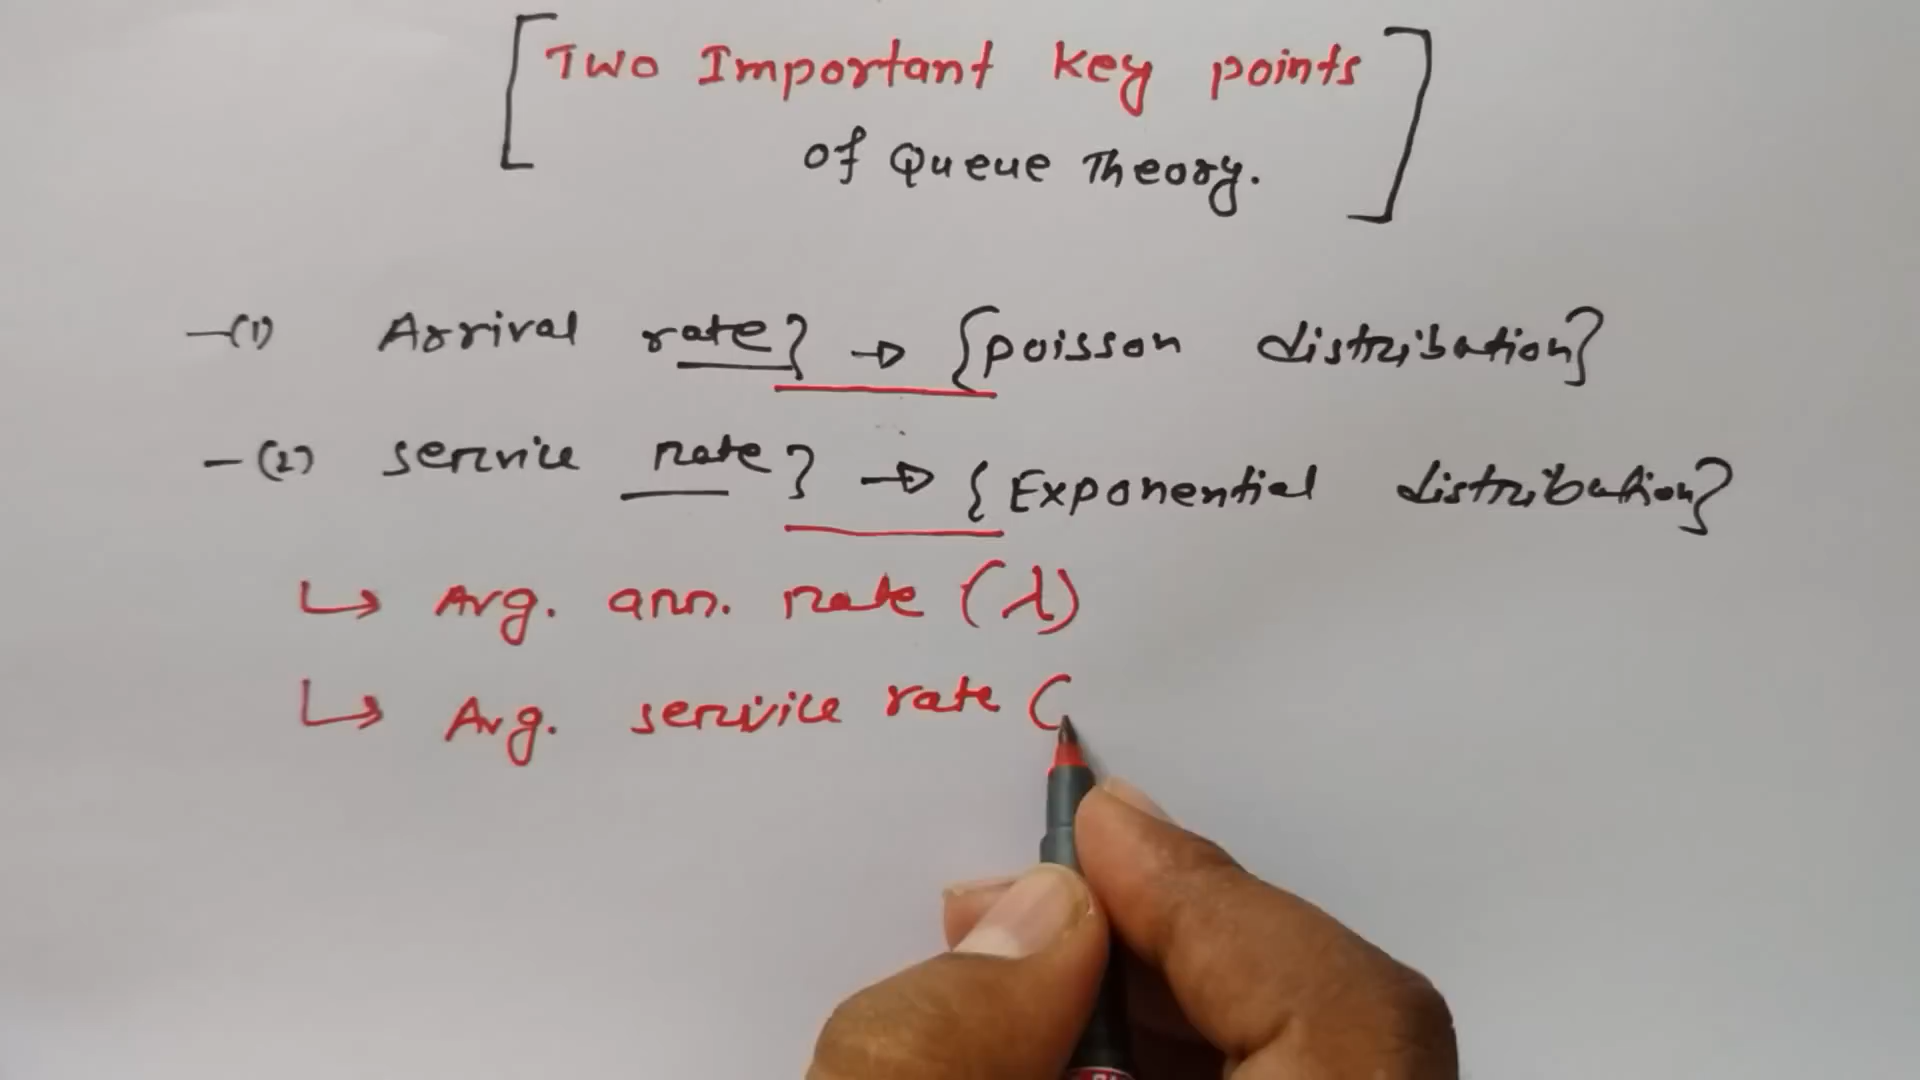 Two Important key points
of Queue Theory.
(1) Arrival rate} → {poisson distribution}
(2) service rate} → {Exponential distribution}
↳ Avg. arr. rate (λ)
↳ Avg. service rate (